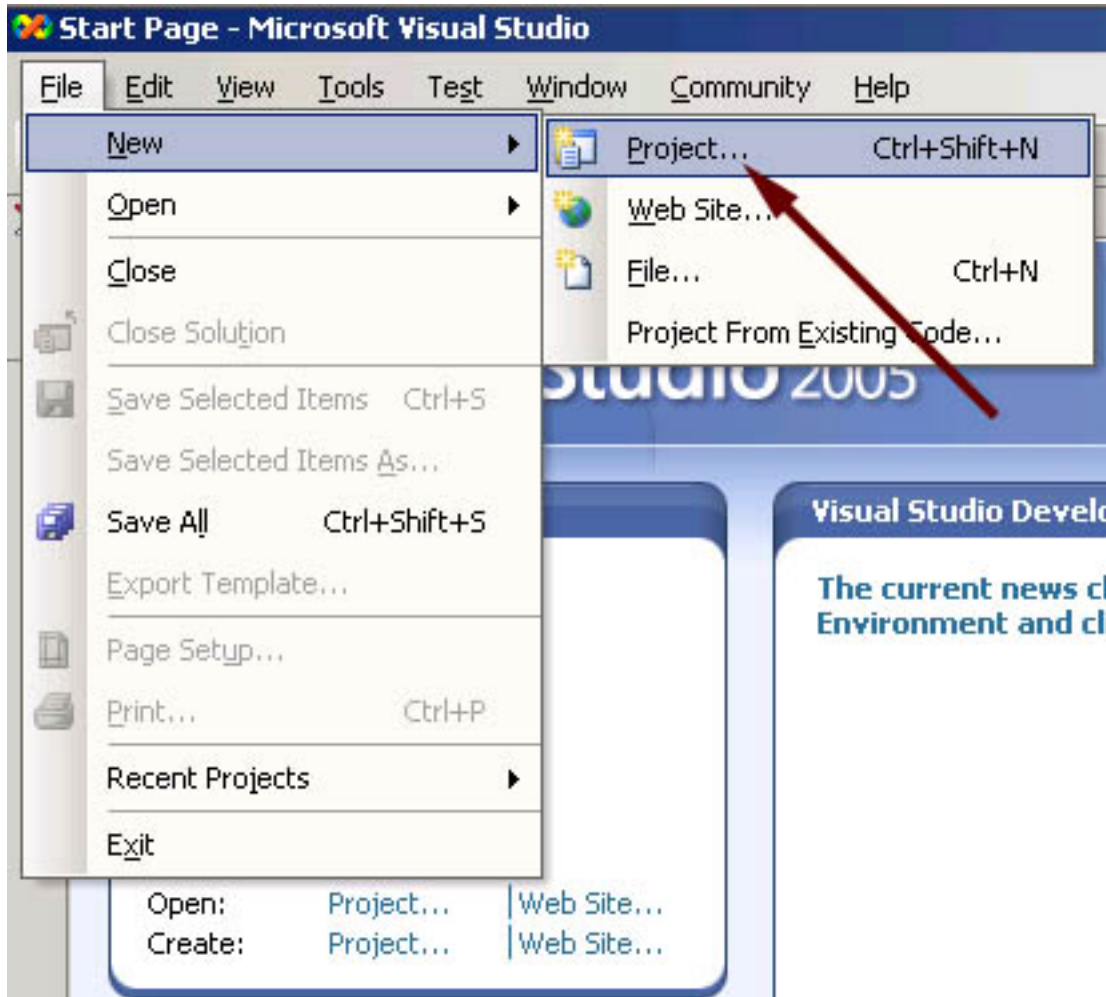 Start Page - Microsoft Visual Studio
File Edit View Tools Test Window Community Help
New
Project... Ctrl+Shift+N
Open
Web Site...
Close
File... Ctrl+N
Close Solution
Project From Existing Code...
Studio 2005
Save Selected Items Ctrl+S
Save Selected Items As...
Save All Ctrl+Shift+S
Export Template...
Page Setup...
Print... Ctrl+P
Recent Projects
Exit
Open: Project... Web Site...
Create: Project... Web Site...
Visual Studio
The current news
Environment and